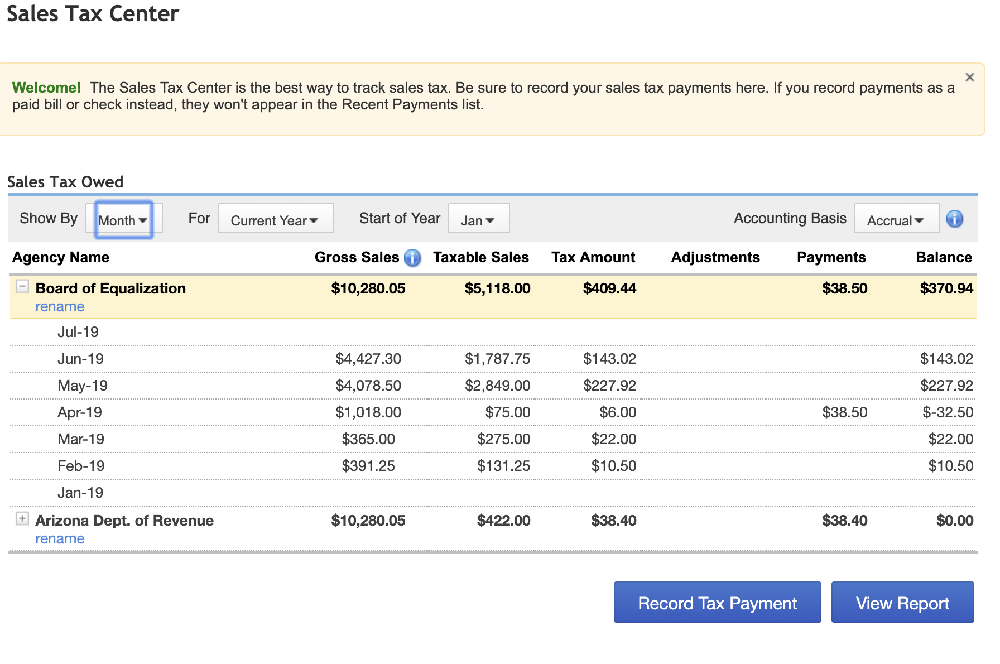 Sales Tax Center
Welcome! The Sales Tax Center is the best way to track sales tax. Be sure to record your sales tax payments here. If you record payments as a
paid bill or check instead, they won't appear in the Recent Payments list.
Sales Tax Owed
Show By Month For Current Year Start of Year Jan Accounting Basis Accrual
Agency Name Gross Sales Taxable Sales Tax Amount Adjustments Payments Balance
Board of Equalization $10,280.05 $5,118.00 $409.44 $38.50 $370.94
rename
Jul-19
Jun-19 $4,427.30 $1,787.75 $143.02 $143.02
May-19 $4,078.50 $2,849.00 $227.92 $227.92
Apr-19 $1,018.00 $75.00 $6.00 $38.50 $-32.50
Mar-19 $365.00 $275.00 $22.00 $22.00
Feb-19 $391.25 $131.25 $10.50 $10.50
Jan-19
Arizona Dept. of Revenue $10,280.05 $422.00 $38.40 $38.40 $0.00
rename
Record Tax Payment View Report